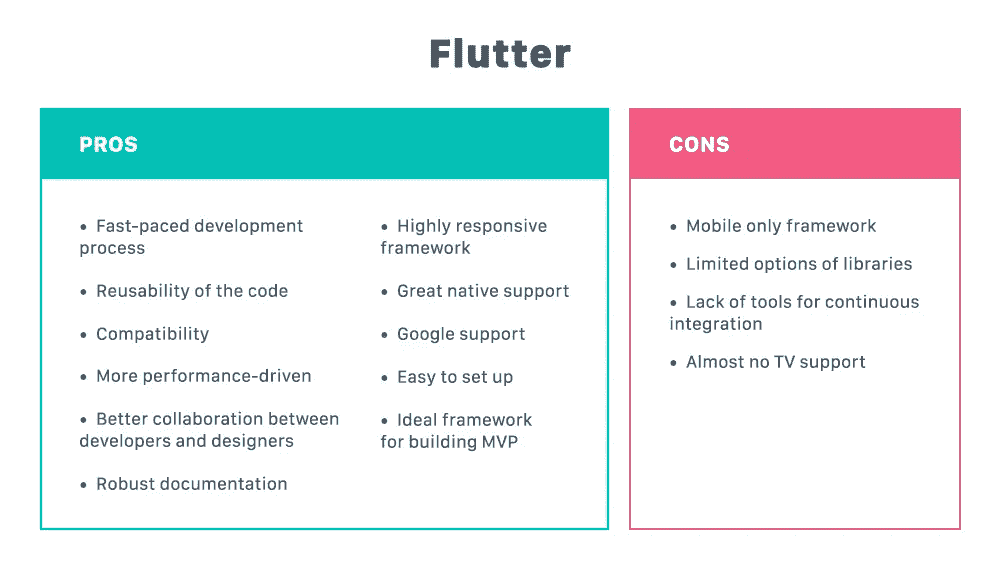 Flutter
PROS
• Fast-paced development
process
• Reusability of the code
• Compatibility
• More performance-driven
• Better collaboration between
developers and designers
• Robust documentation
• Highly responsive
framework
• Great native support
• Google support
• Easy to set up
• Ideal framework
for building MVP
CONS
• Mobile only framework
• Limited options of libraries
• Lack of tools for continuous
integration
• Almost no TV support